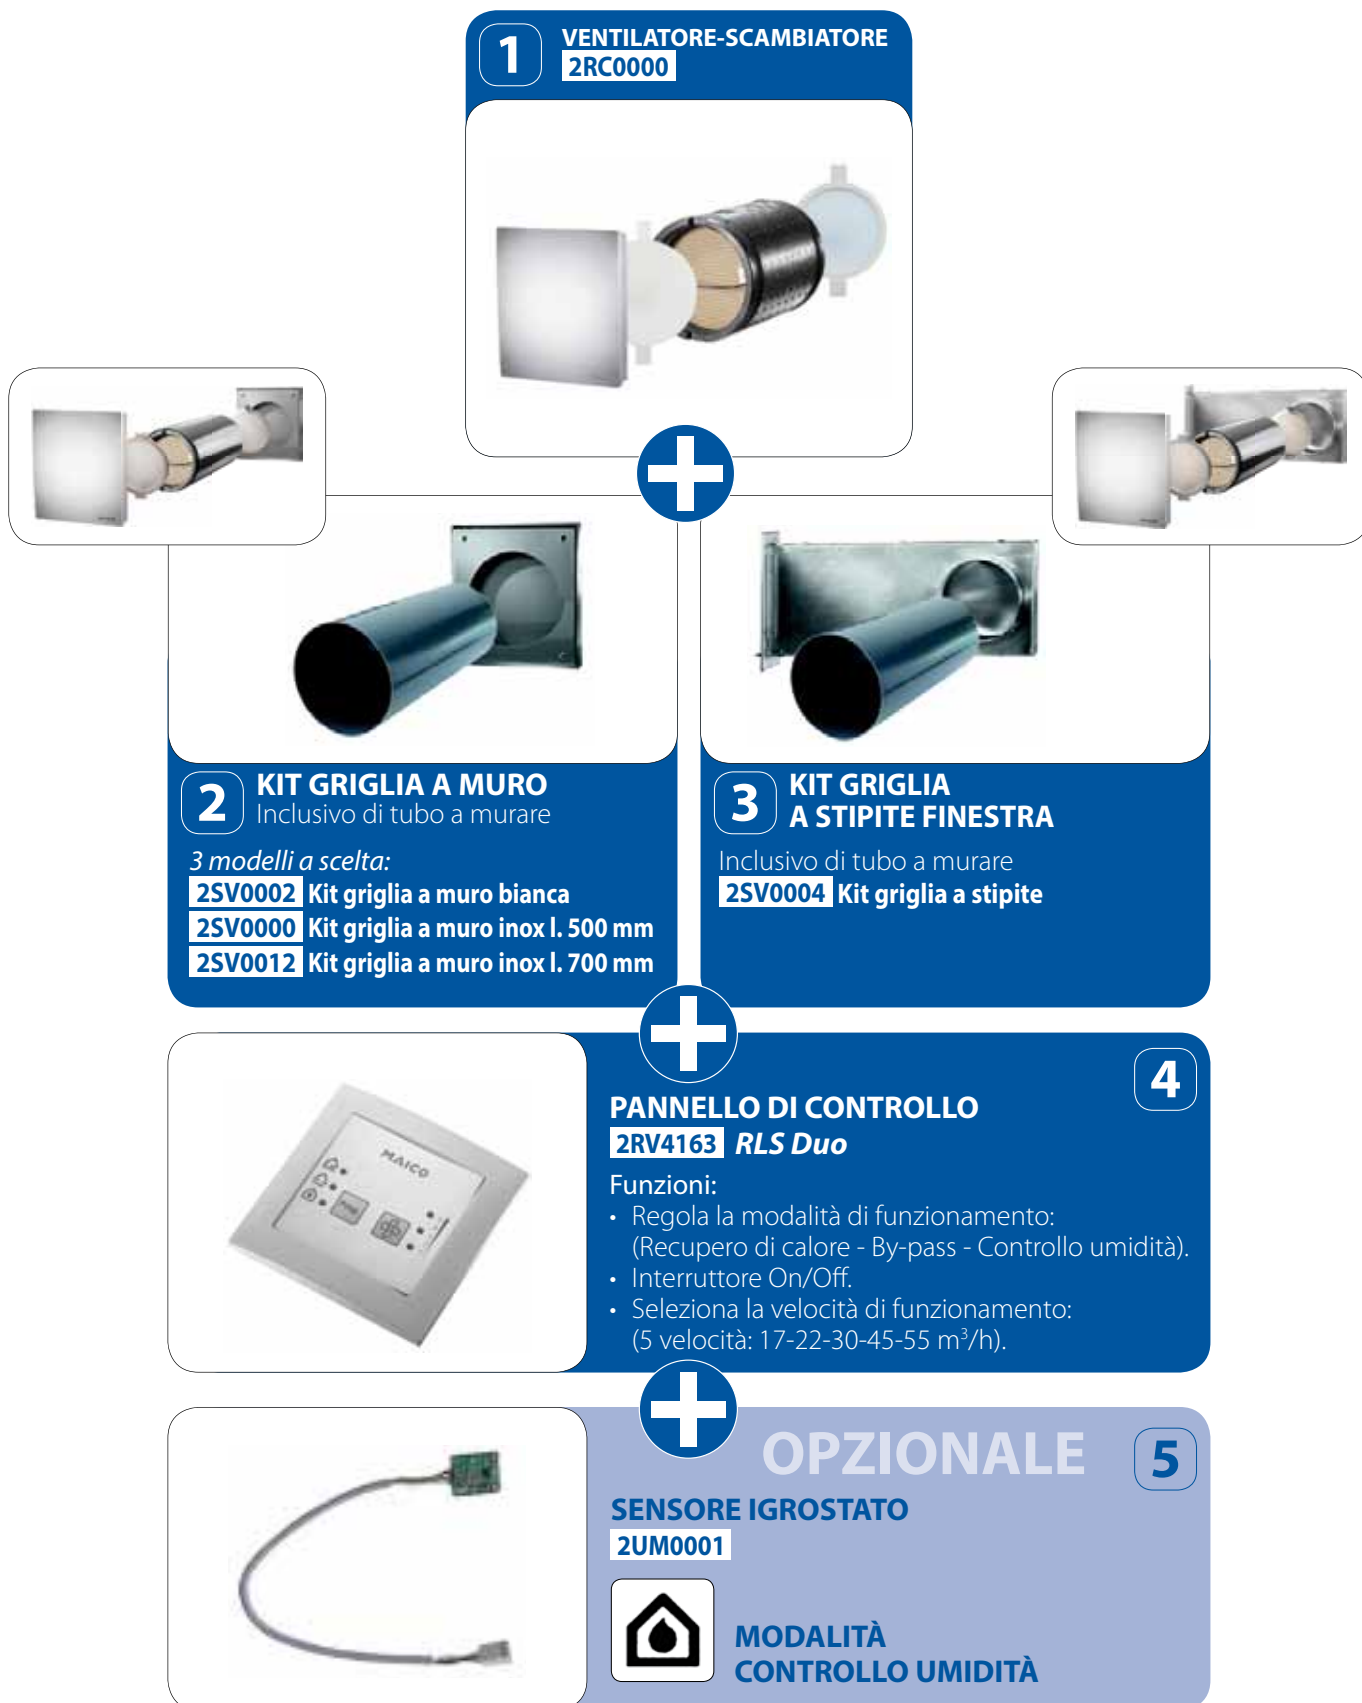 1
VENTILATORE-SCAMBIATORE
2RC0000
2
KIT GRIGLIA A MURO
Inclusivo di tubo a murare
3 modelli a scelta:
2SV0002 Kit griglia a muro bianca
2SV0000 Kit griglia a muro inox l. 500 mm
2SV0012 Kit griglia a muro inox l. 700 mm
3
KIT GRIGLIA
A STIPITE FINESTRA
Inclusivo di tubo a murare
2SV0004 Kit griglia a stipite
MAICO
4
PANNELLO DI CONTROLLO
2RV4163 RLS Duo
Funzioni:
• Regola la modalità di funzionamento:
(Recupero di calore - By-pass - Controllo umidità).
• Interruttore On/Off.
• Seleziona la velocità di funzionamento:
(5 velocità: 17-22-30-45-55 m³/h).
OPZIONALE
5
SENSORE IGROSTATO
2UM0001
MODALITÀ
CONTROLLO UMIDITÀ